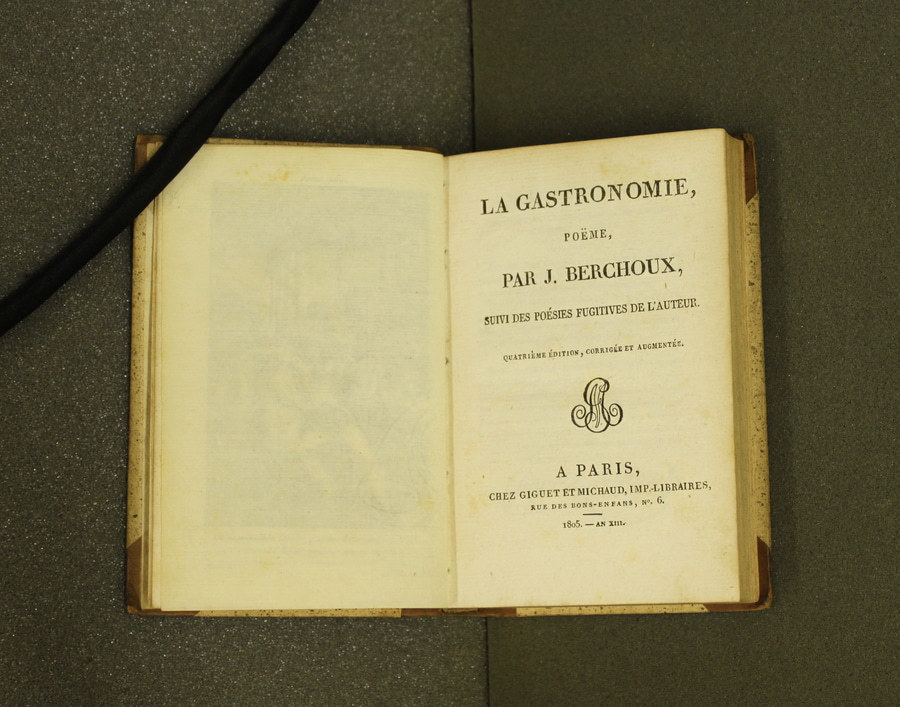 LA GASTRONOMIE,
POËME,
PAR J. BERCHOUX,
SUIVI DES POÉSIES FUGITIVES DE L'AUTEUR.
QUATRIÈME ÉDITION, CORRIGÉE ET AUGMENTÉE.
A PARIS,
CHEZ GIGUET ET MICHAUD, IMP.-LIBRAIRES,
RUE DES BONS-ENFANS, Nº. 6.
1805. — AN XIII.